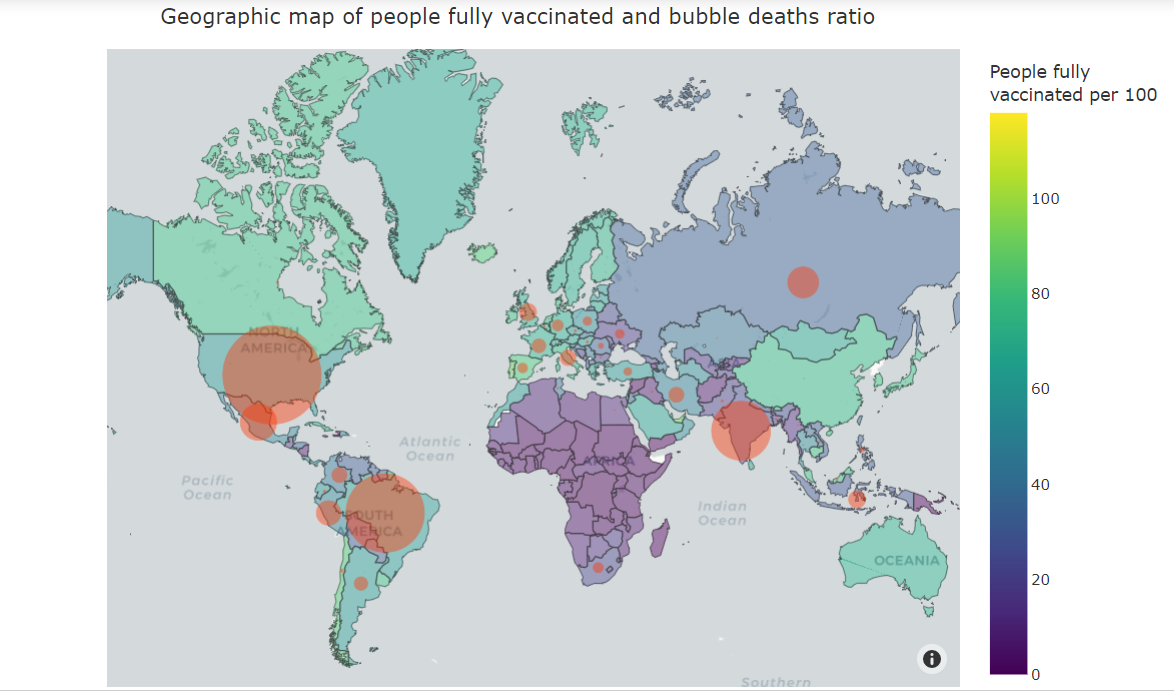 Geographic map of people fully vaccinated and bubble deaths ratio
People fully
vaccinated per 100
100
80
60
40
20
0
NORTH
AMERICA
Atlantic
Ocean
Pacific
Ocean
AFRICA
SOUTH
AMERICA
Indian
Ocean
OCEANIA
Southern
i